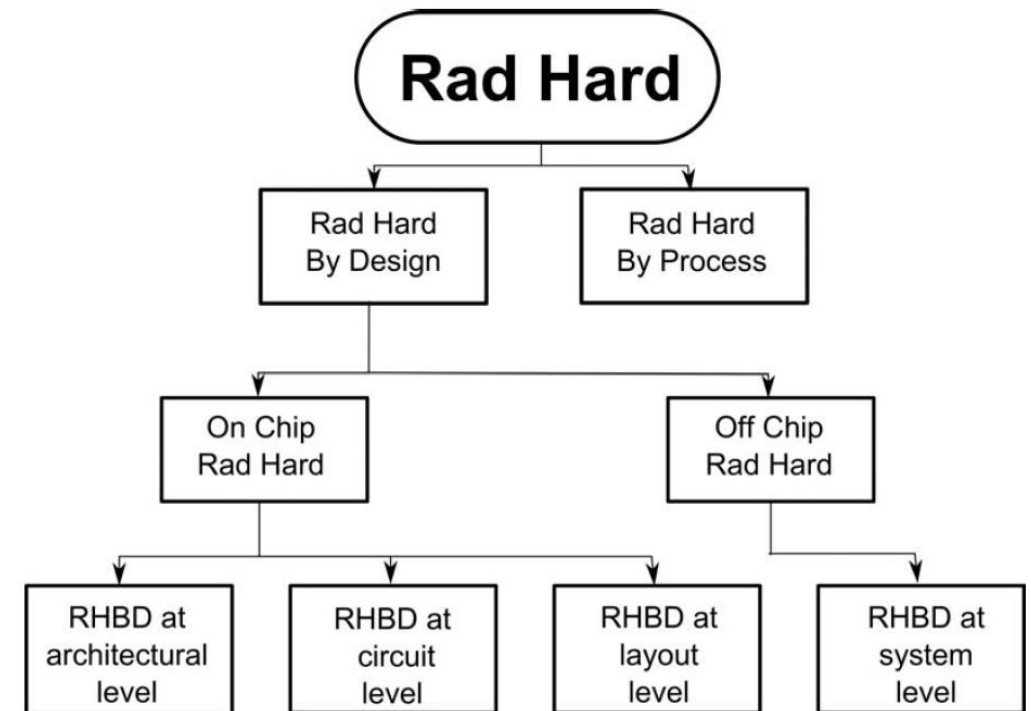 Rad Hard
Rad Hard
By Design
Rad Hard
By Process
On Chip
Rad Hard
Off Chip
Rad Hard
RHBD at
architectural
level
RHBD at
circuit
level
RHBD at
layout
level
RHBD at
system
level